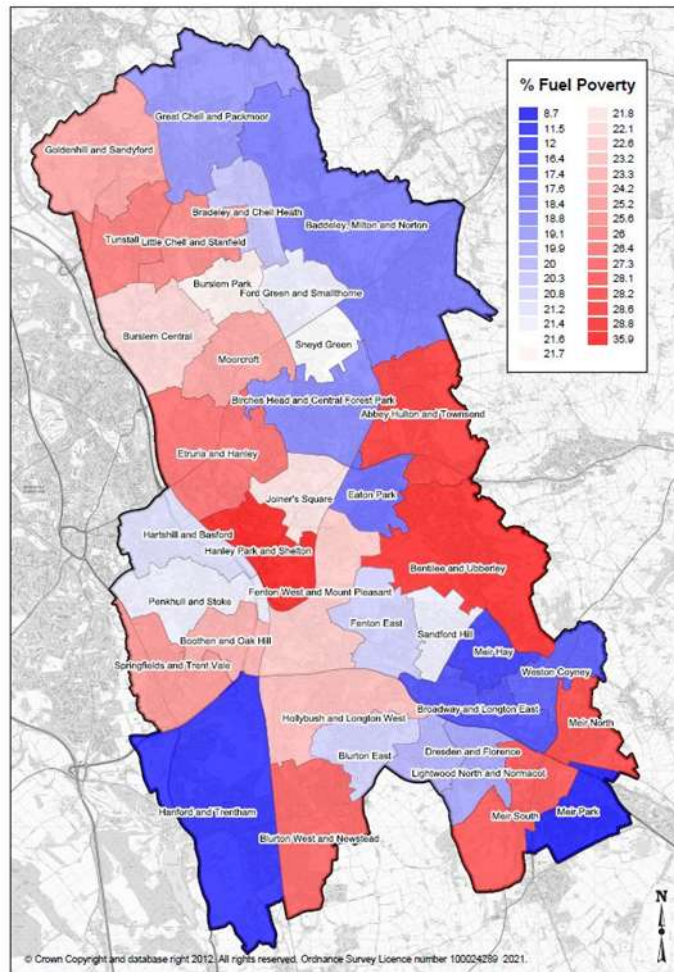 % Fuel Poverty
8.7
11.5
12
16.4
17.4
17.6
18.4
18.8
19.1
19.9
20
20.3
20.8
21.2
21.4
21.6
21.7
21.8
22.1
22.6
23.2
23.3
24.2
25.2
25.6
26
26.4
27.3
28.1
28.2
28.6
28.8
35.9
Great Chell and Packmoor
Goldenhill and Sandyford
Bradeley and Chell Heath
Baddeley, Milton and Norton
Tunstall
Little Chell and Stanfield
Burslem Park
Ford Green and Smallthorne
Burslem Central
Sneyd Green
Moorcroft
Birches Head and Central Forest Park
Abbey Hulton and Townsend
Etruria and Hanley
Joiner's Square
Eaton Park
Hartshill and Basford
Hanley Park and Shelton
Bentilee and Ubberley
Fenton West and Mount Pleasant
Penkhull and Stoke
Fenton East
Sandford Hill
Boothen and Oak Hill
Meir Hay
Springfields and Trent Vale
Weston Coyney
Broadway and Longton East
Hollybush and Longton West
Meir North
Blurton East
Dresden and Florence
Lightwood North and Normacot
Hanford and Trentham
Meir South
Meir Park
Blurton West and Newstead
N
© Crown Copyright and database right 2012. All rights reserved. Ordnance Survey Licence number 100024289 2021.